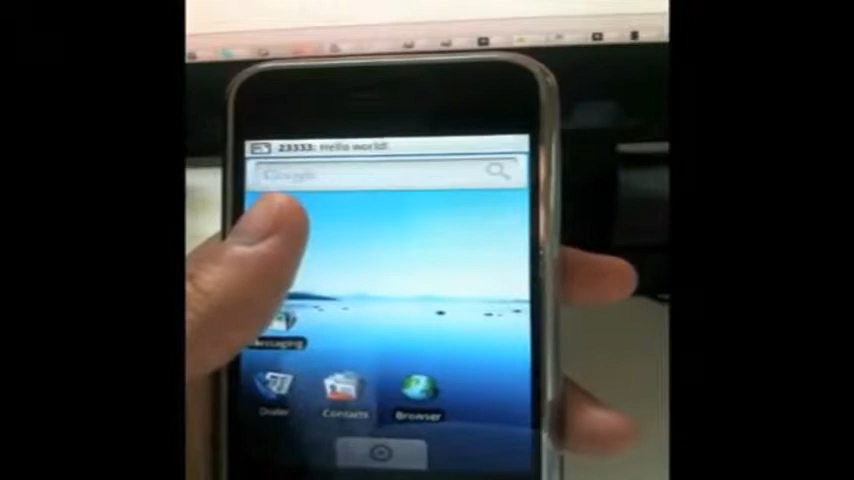 23333: Hello world!
Google
Messaging
Dialer
Contacts
Browser